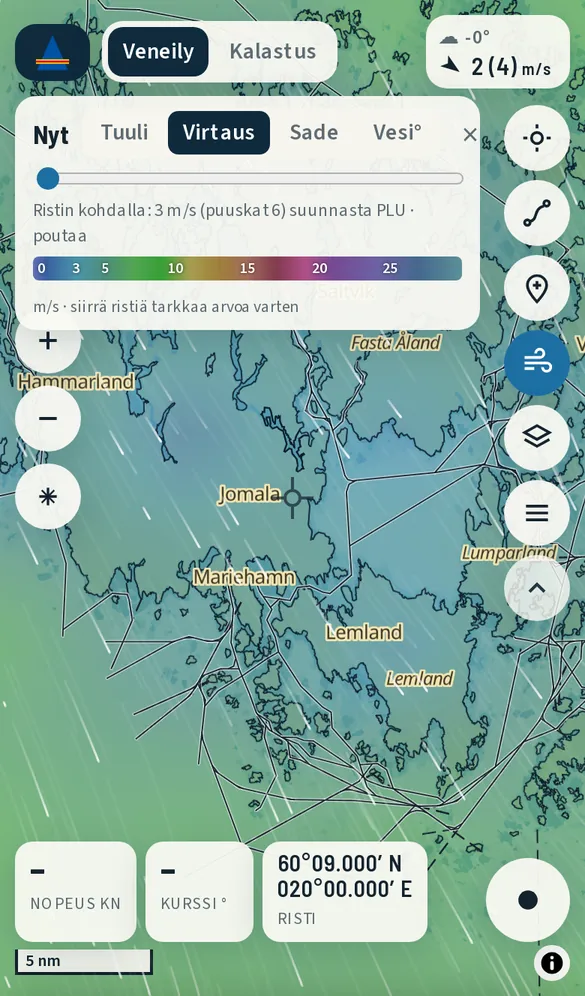 Veneily Kalastus
-0°
2 (4) m/s
Nyt Tuuli Virtaus Sade Vesi° ×
Ristin kohdalla: 3 m/s (puuskat 6) suunnasta PLU ·
poutaa
0 3 5 10 15 20 25
Saltvik
m/s · siirrä ristiä tarkkaa arvoa varten
Fasta Åland
Hammarland
Jomala
Lumparland
Mariehamn
Lemland
Lemland
–
NOPEUS KN
–
KURSSI °
60°09.000′ N
020°00.000′ E
RISTI
5 nm